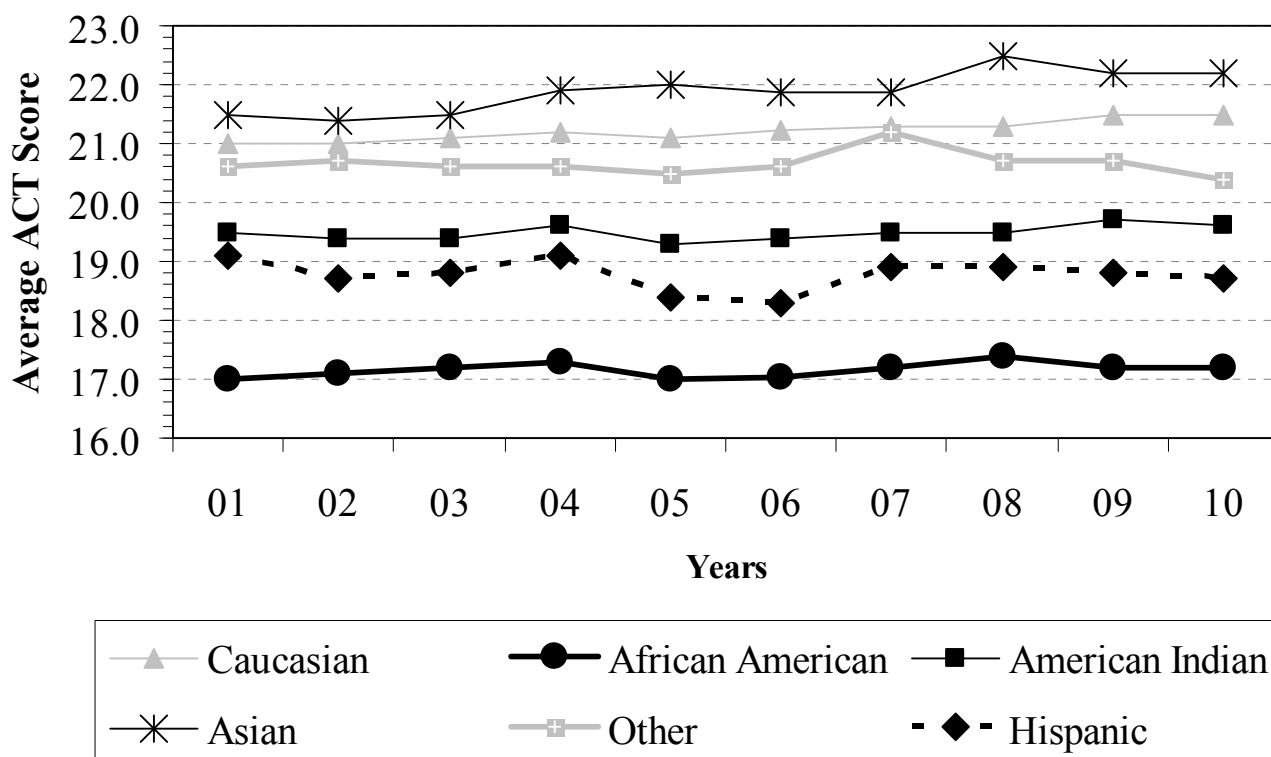 Average ACT Score
23.0
22.0
21.0
20.0
19.0
18.0
17.0
16.0
01 02 03 04 05 06 07 08 09 10
Years
Caucasian African American American Indian
Asian Other Hispanic